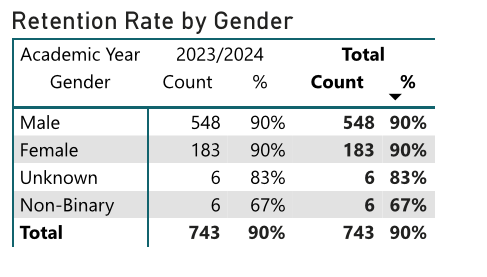 Retention Rate by Gender
Academic Year 2023/2024 Total
Gender Count % Count %
Male 548 90% 548 90%
Female 183 90% 183 90%
Unknown 6 83% 6 83%
Non-Binary 6 67% 6 67%
Total 743 90% 743 90%